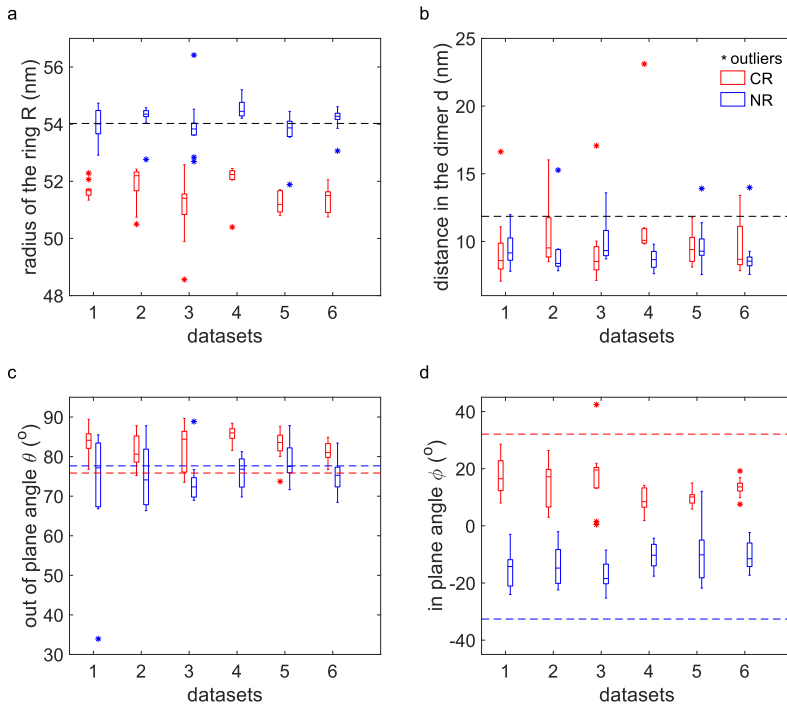 a
radius of the ring R (nm)
56
54
52
50
48
1 2 3 4 5 6
datasets
b
distance in the dimer d (nm)
25
20
15
10
* outliers
CR
NR
1 2 3 4 5 6
datasets
c
out of plane angle θ (°)
90
80
70
60
50
40
30
1 2 3 4 5 6
datasets
d
in plane angle ϕ (°)
40
20
0
-20
-40
1 2 3 4 5 6
datasets